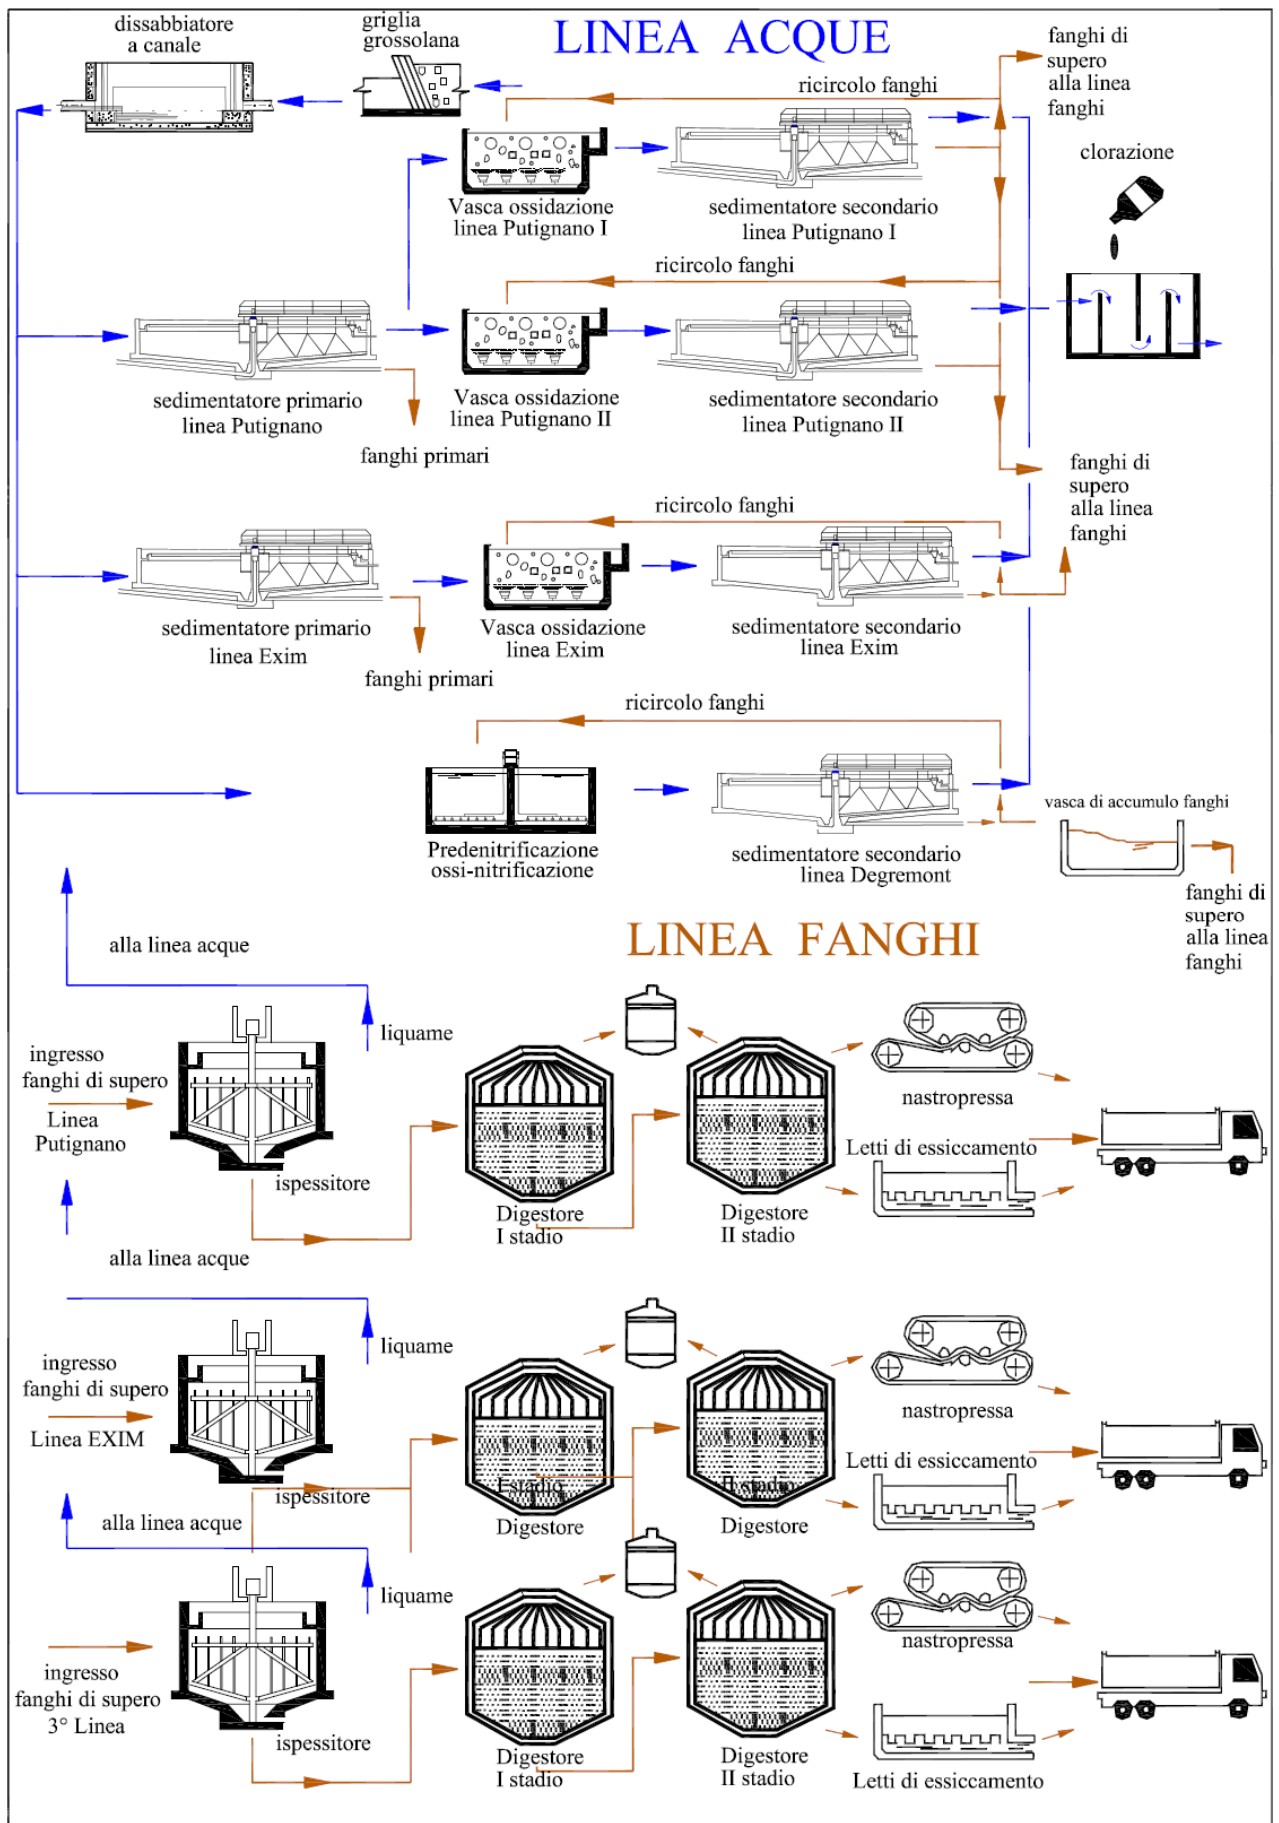 dissabbiatore
a canale
griglia
grossolana
LINEA ACQUE
fanghi di
supero
alla linea
fanghi
ricircolo fanghi
clorazione
Vasca ossidazione
linea Putignano I
sedimentatore secondario
linea Putignano I
ricircolo fanghi
sedimentatore primario
linea Putignano
Vasca ossidazione
linea Putignano II
sedimentatore secondario
linea Putignano II
fanghi primari
fanghi di
supero
alla linea
fanghi
ricircolo fanghi
sedimentatore primario
linea Exim
Vasca ossidazione
linea Exim
sedimentatore secondario
linea Exim
fanghi primari
ricircolo fanghi
vasca di accumulo fanghi
Predenitrificazione
ossi-nitrificazione
sedimentatore secondario
linea Degremont
fanghi di
supero
alla linea
fanghi
LINEA FANGHI
alla linea acque
liquame
ingresso
fanghi di supero
Linea
Putignano
ispessitore
Digestore
I stadio
Digestore
II stadio
nastropressa
Letti di essiccamento
alla linea acque
liquame
ingresso
fanghi di supero
Linea EXIM
ispessitore
I stadio
Digestore
II stadio
Digestore
nastropressa
Letti di essiccamento
alla linea acque
liquame
ingresso
fanghi di supero
3° Linea
ispessitore
Digestore
I stadio
Digestore
II stadio
nastropressa
Letti di essiccamento